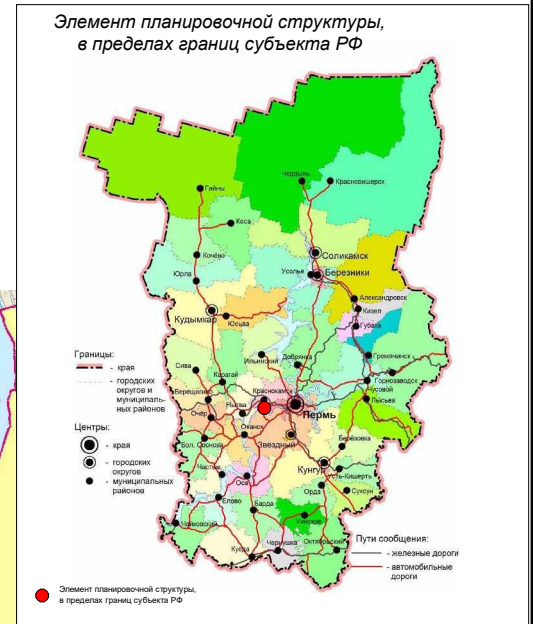 Элемент планировочной структуры,
в пределах границ субъекта РФ
Чердынь
Красновишерск
Гайны
Коса
Кочёво
Соликамск
Усолье
Березники
Юрла
Александровск
Кизел
Кудымкар
Юсьва
Губаха
Ильинский
Добрянка
Гремячинск
Сива
Карагай
Горнозаводск
Чусовой
Верещагино
Краснокамск
Лысьва
Нытва
Пермь
Очёр
Оханск
Звёздный
Берёзовка
Бол. Соснова
Кунгур
Частые
Усть-Кишерть
Оса
Орда
Суксун
Елово
Барда
Уинское
Чайковский
Чернушка
Октябрьский
Куеда
Границы:
- края
- городских
округов и
муниципаль-
ных районов
Центры:
- края
- городских
округов
- муниципальных
районов
Пути сообщения:
- железные дороги
- автомобильные
дороги
Элемент планировочной структуры,
в пределах границ субъекта РФ